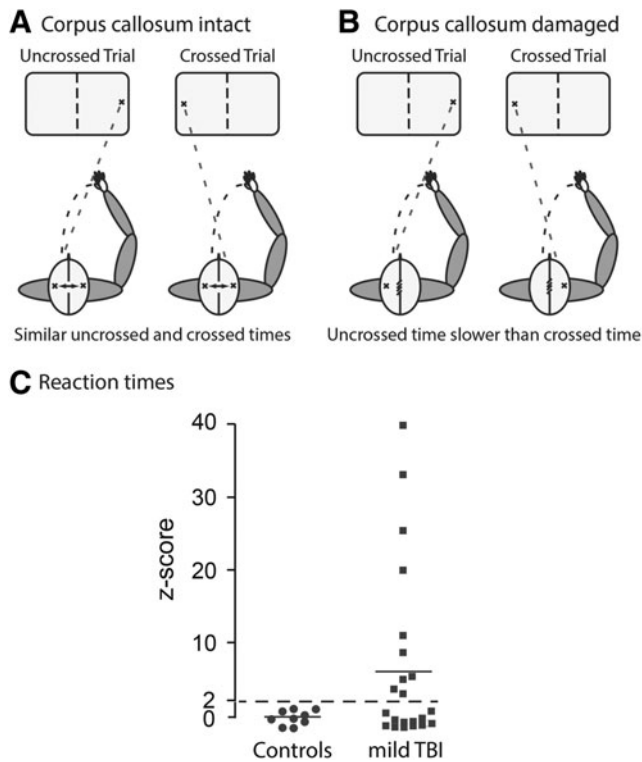 A Corpus callosum intact
Uncrossed Trial Crossed Trial
Similar uncrossed and crossed times
B Corpus callosum damaged
Uncrossed Trial Crossed Trial
Uncrossed time slower than crossed time
C Reaction times
40
30
20
10
2
0
z-score
Controls mild TBI